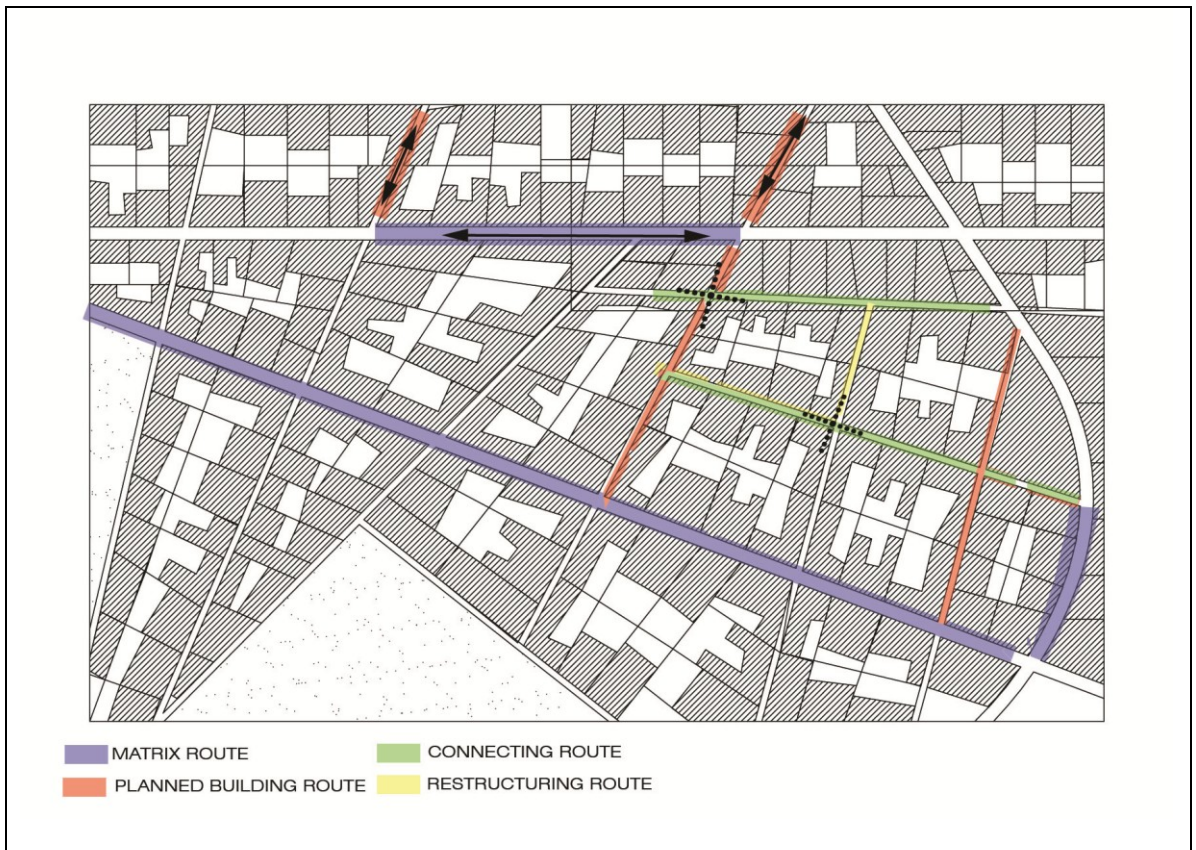 MATRIX ROUTE
CONNECTING ROUTE
PLANNED BUILDING ROUTE
RESTRUCTURING ROUTE